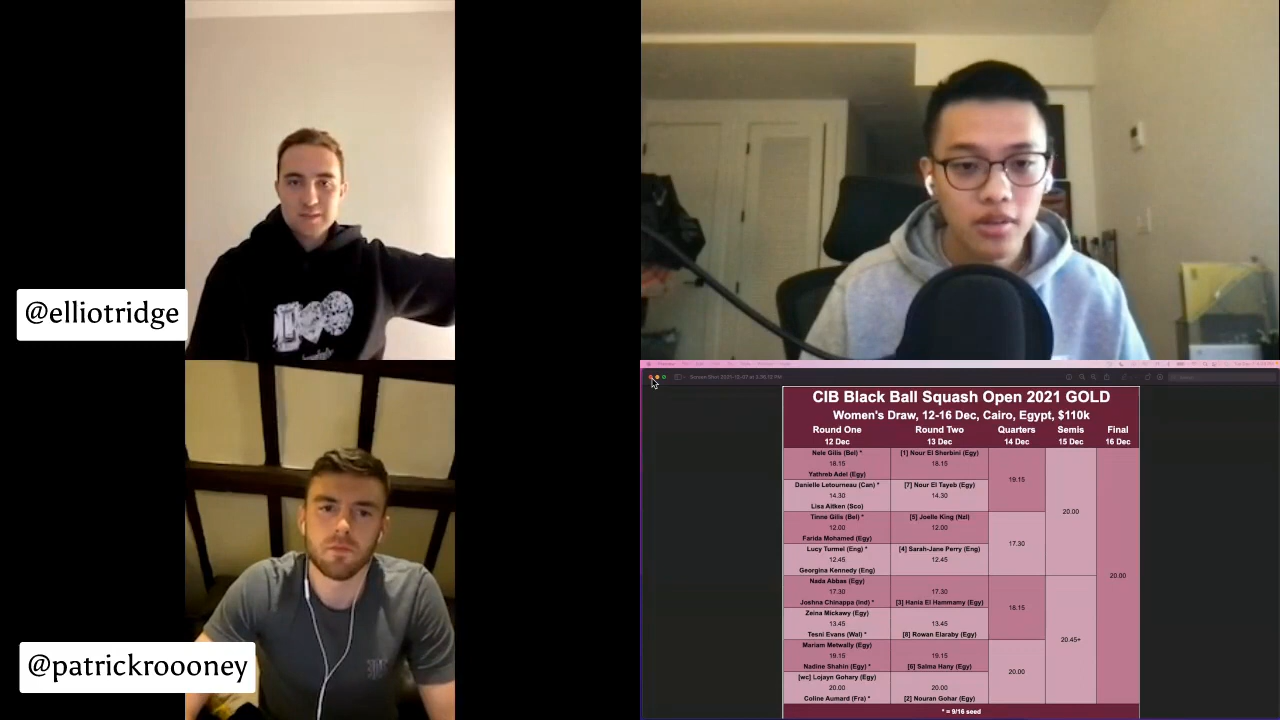 @elliotridge
@patrickroooney
CIB Black Ball Squash Open 2021 GOLD
Women's Draw, 12-16 Dec, Cairo, Egypt, $110k
Round One Round Two Quarters Semis Final
12 Dec 13 Dec 14 Dec 15 Dec 16 Dec
Nele Gilis (Bel) * [1] Nour El Sherbini (Egy)
18.15 18.15
Yathreb Adel (Egy)
19.15
Danielle Letourneau (Can) * [7] Nour El Tayeb (Egy)
14.30 14.30
Lisa Aitken (Sco)
20.00
Tinne Gilis (Bel) * [5] Joelle King (Nzl)
12.00 12.00
Farida Mohamed (Egy)
17.30
Lucy Turmel (Eng) * [4] Sarah-Jane Perry (Eng)
12.45 12.45
Georgina Kennedy (Eng)
20.00
Nada Abbas (Egy)
17.30 17.30
Joshna Chinappa (Ind) * [3] Hania El Hammamy (Egy)
18.15
Zeina Mickawy (Egy)
13.45 13.45
Tesni Evans (Wal) * [8] Rowan Elaraby (Egy)
20.45+
Mariam Metwally (Egy)
19.15 19.15
Nadine Shahin (Egy) * [6] Salma Hany (Egy)
20.00
[wc] Lojayn Gohary (Egy)
20.00 20.00
Coline Aumard (Fra) * [2] Nouran Gohar (Egy)
* = 9/16 seed